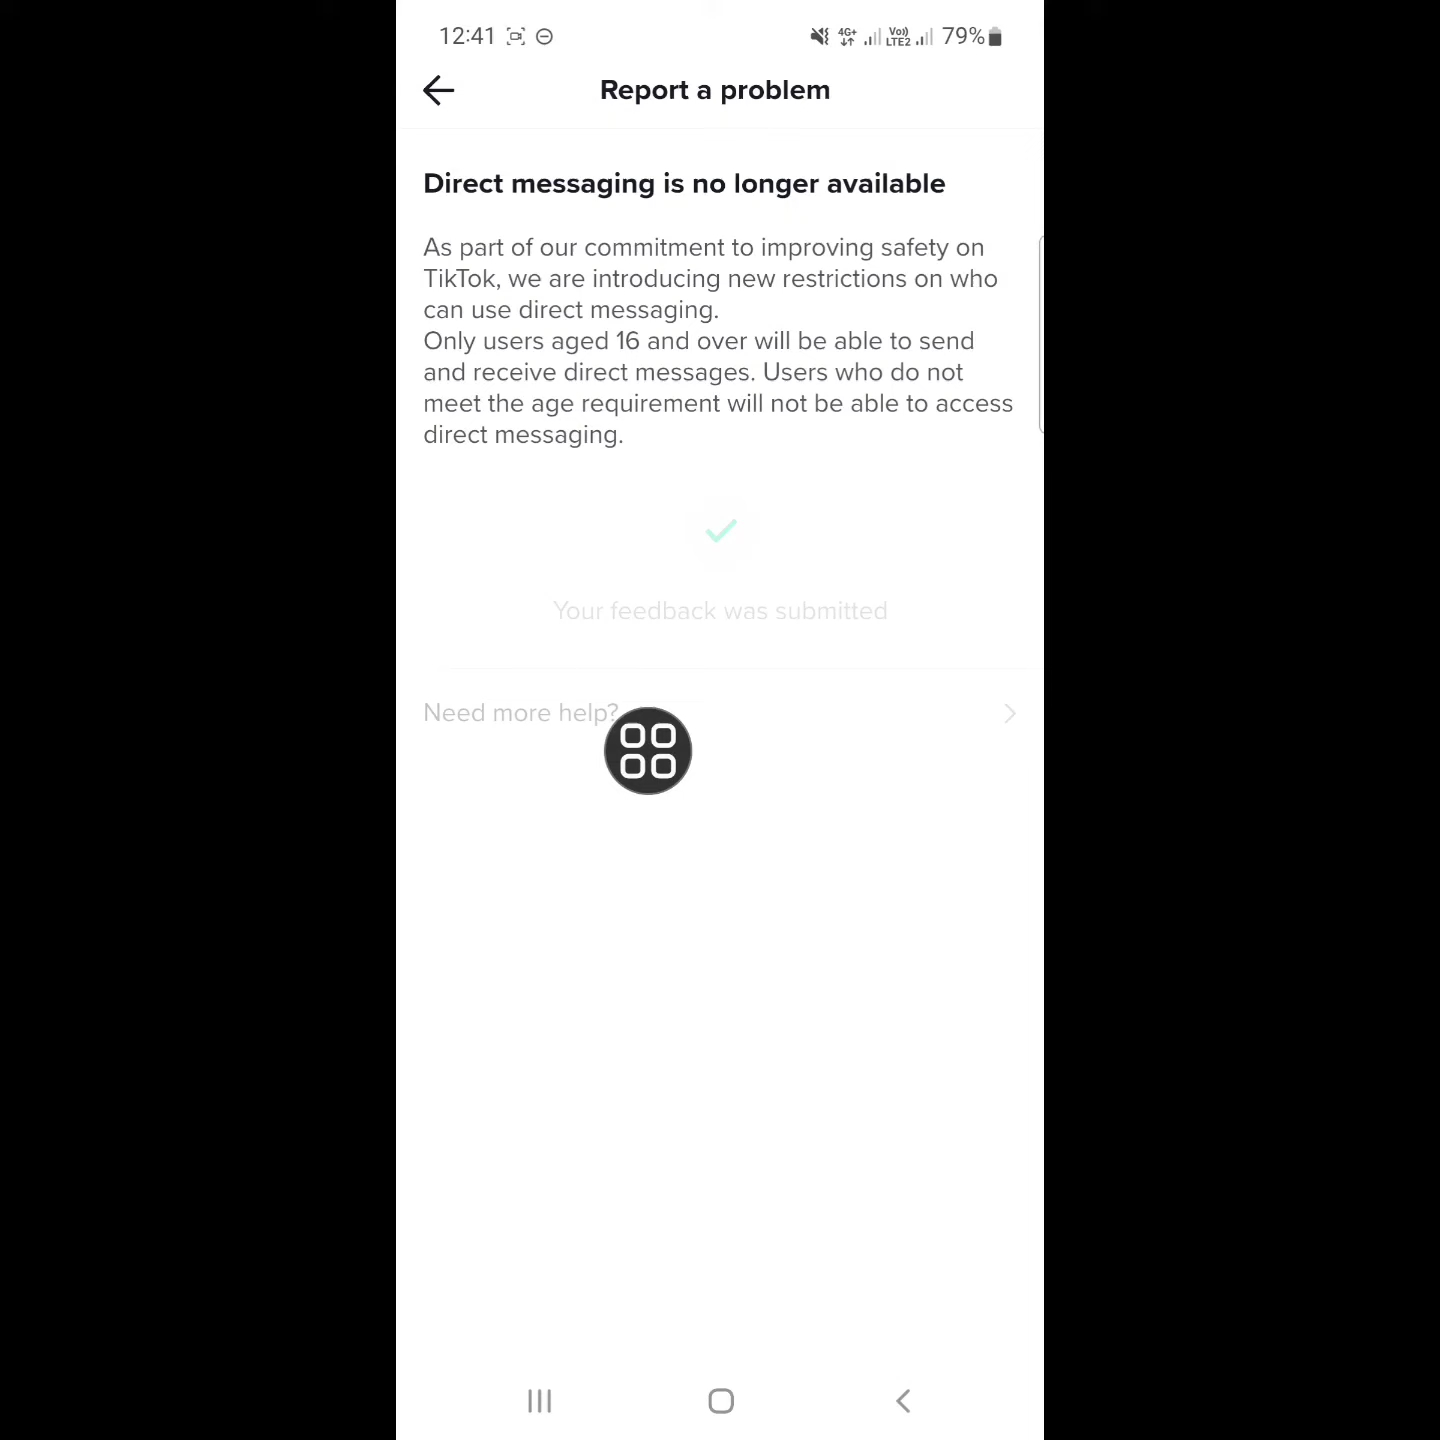 12:41
4G+
Vo))
LTE2
79%
Report a problem
Direct messaging is no longer available
As part of our commitment to improving safety on
TikTok, we are introducing new restrictions on who
can use direct messaging.
Only users aged 16 and over will be able to send
and receive direct messages. Users who do not
meet the age requirement will not be able to access
direct messaging.
Your feedback was submitted
Need more help?